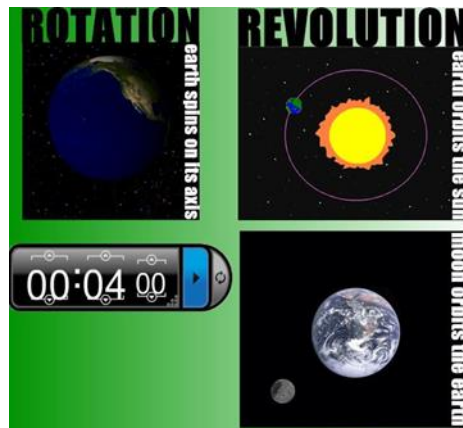 ROTATION
REVOLUTION
earth spins on its axis
earth orbits the sun
00:04 00
moon orbits the earth